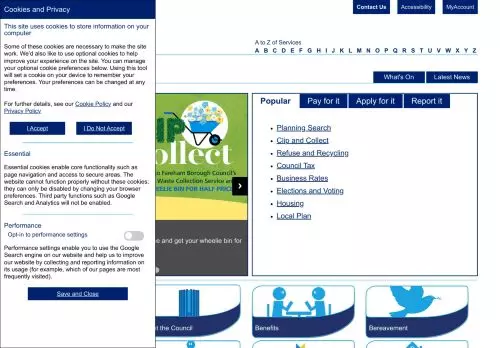 Cookies and Privacy
This site uses cookies to store information on your
computer
Some of these cookies are necessary to make the site
work. We'd also like to use optional cookies to help
improve your experience on the site. You can manage
your optional cookie preferences below. Using this tool
will set a cookie on your device to remember your
preferences. Your preferences can be changed at any
time.
For further details, see our Cookie Policy and our
Privacy Policy
I Accept
I Do Not Accept
Essential
Essential cookies enable core functionality such as
page navigation and access to secure areas. The
website cannot function properly without these cookies;
they can only be disabled by changing your browser
preferences. Third party functions such as Google
Search and Analytics will not be enabled.
Performance
Opt-in to performance settings
Performance settings enable you to use the Google
Search engine on our website and help us to improve
our website by collecting and reporting information on
its usage (for example, which of our pages are most
frequently visited).
Save and Close
Contact Us
Accessibility
MyAccount
A to Z of Services
A B C D E F G H I J K L M N O P Q R S T U V W X Y Z
What's On
Latest News
ollect
o Fareham Borough Council's
Waste Collection Service and
HEELIE BIN FOR HALF PRICE
e and get your wheelie bin for
Popular
Pay for it
Apply for it
Report it
Planning Search
Clip and Collect
Refuse and Recycling
Council Tax
Business Rates
Elections and Voting
Housing
Local Plan
t the Council
Benefits
Bereavement